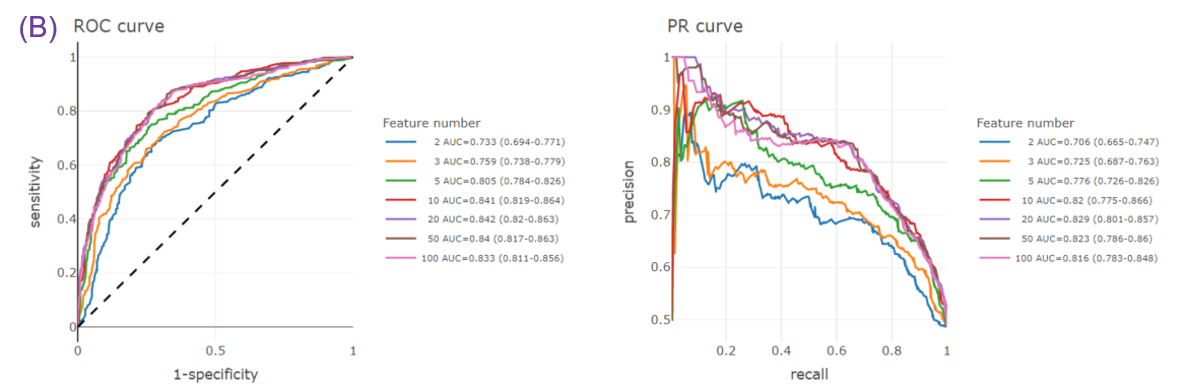 (B)
ROC curve
1
0.8
0.6
0.4
0.2
0
0
0.5
1
sensitivity
1-specificity
Feature number
2 AUC=0.733 (0.694-0.771)
3 AUC=0.759 (0.738-0.779)
5 AUC=0.805 (0.784-0.826)
10 AUC=0.841 (0.819-0.864)
20 AUC=0.842 (0.82-0.863)
50 AUC=0.84 (0.817-0.863)
100 AUC=0.833 (0.811-0.856)
PR curve
1
0.9
0.8
0.7
0.6
0.5
0.2
0.4
0.6
0.8
1
precision
recall
Feature number
2 AUC=0.706 (0.665-0.747)
3 AUC=0.725 (0.687-0.763)
5 AUC=0.776 (0.726-0.826)
10 AUC=0.82 (0.775-0.866)
20 AUC=0.829 (0.801-0.857)
50 AUC=0.823 (0.786-0.86)
100 AUC=0.816 (0.783-0.848)